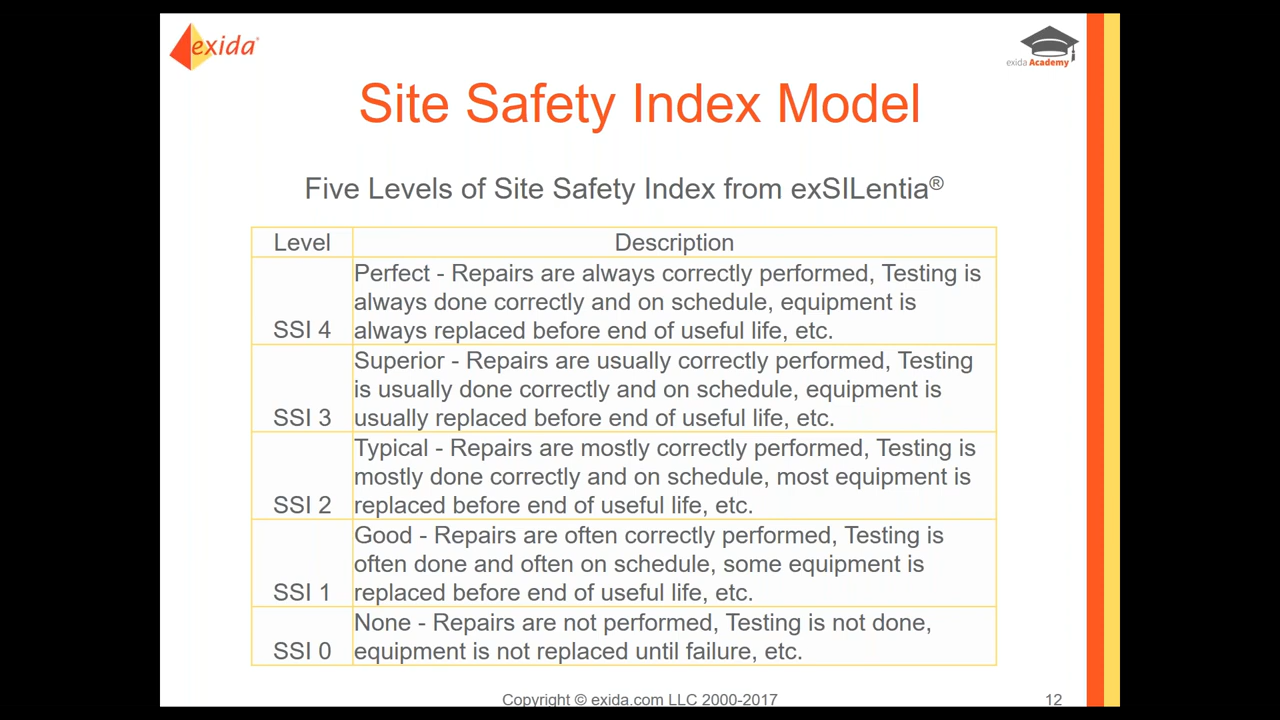 exida
exida Academy
Site Safety Index Model
Five Levels of Site Safety Index from exSILentia®
Level Description
Perfect - Repairs are always correctly performed, Testing is
always done correctly and on schedule, equipment is
SSI 4 always replaced before end of useful life, etc.
Superior - Repairs are usually correctly performed, Testing
is usually done correctly and on schedule, equipment is
SSI 3 usually replaced before end of useful life, etc.
Typical - Repairs are mostly correctly performed, Testing is
mostly done correctly and on schedule, most equipment is
SSI 2 replaced before end of useful life, etc.
Good - Repairs are often correctly performed, Testing is
often done and often on schedule, some equipment is
SSI 1 replaced before end of useful life, etc.
None - Repairs are not performed, Testing is not done,
SSI 0 equipment is not replaced until failure, etc.
Copyright © exida.com LLC 2000-2017 12